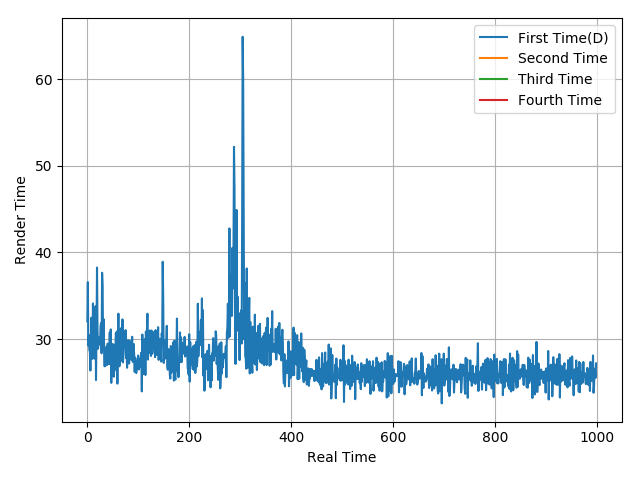 First Time(D)
Second Time
Third Time
Fourth Time
60
50
40
30
Render Time
0 200 400 600 800 1000
Real Time